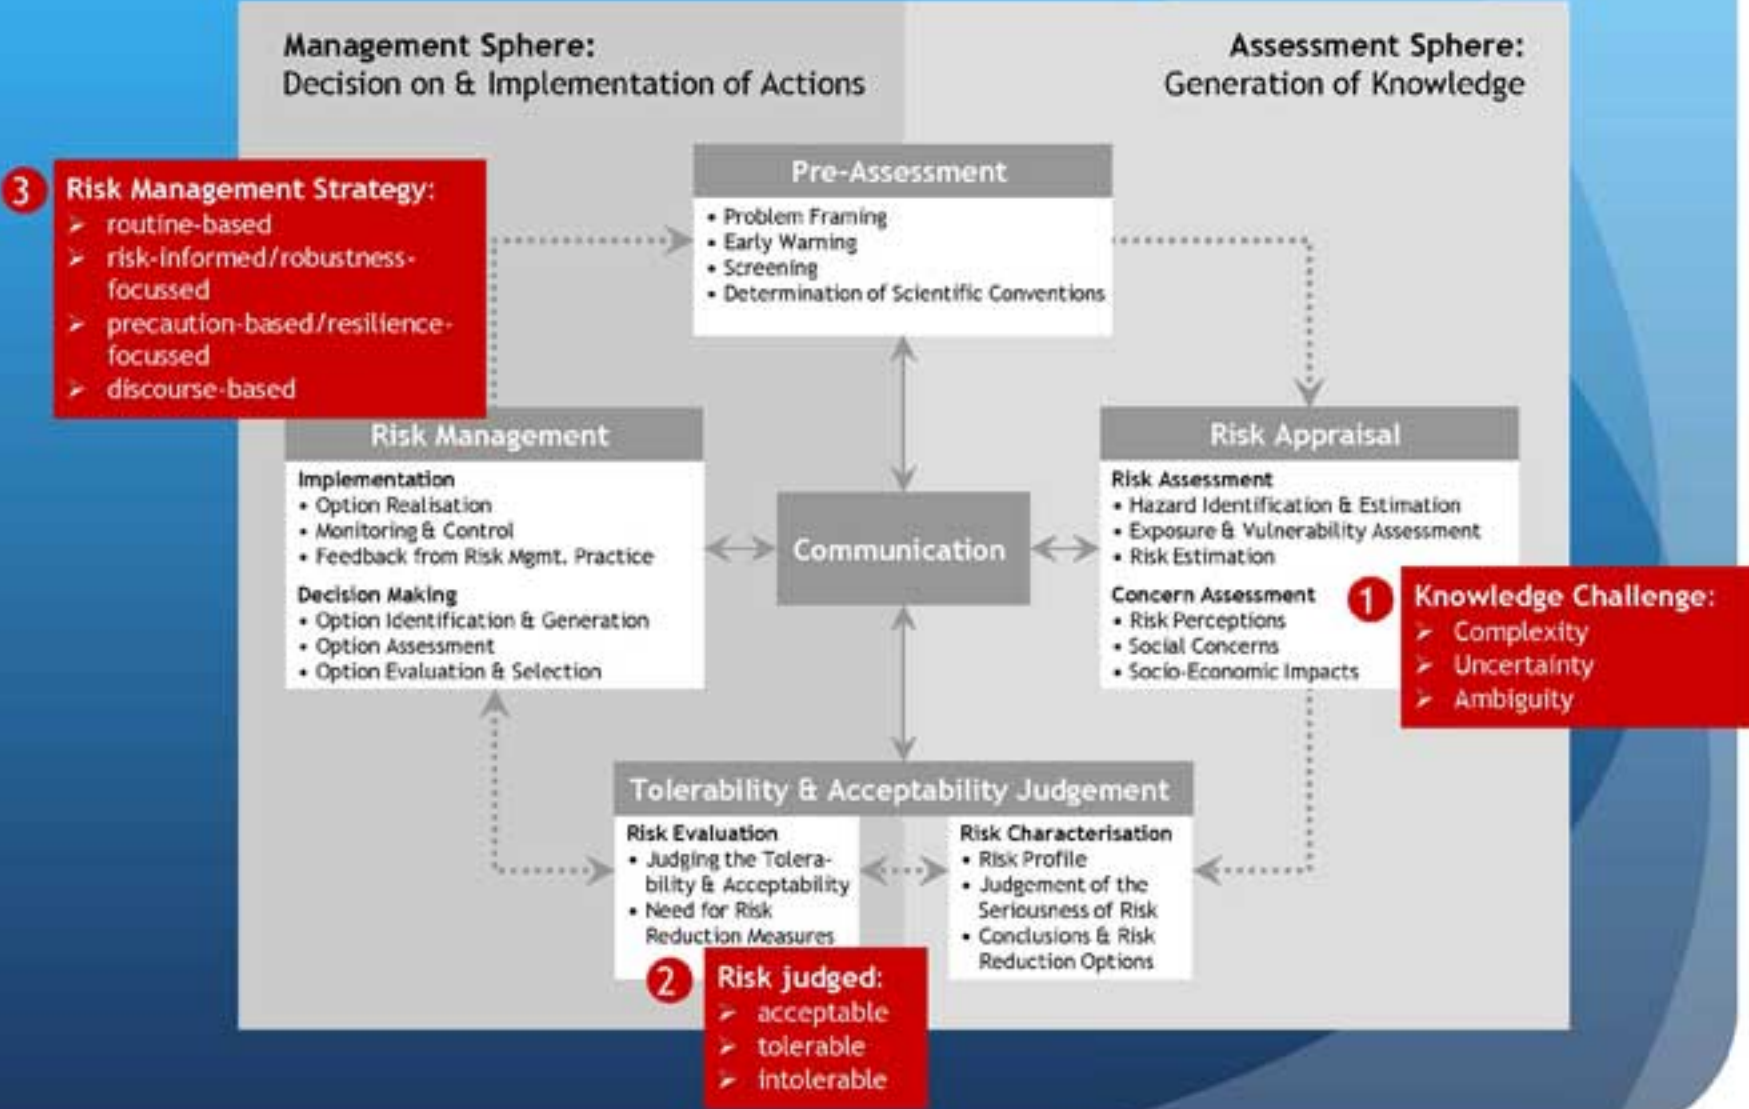 Management Sphere:
Decision on & Implementation of Actions
Assessment Sphere:
Generation of Knowledge
Pre-Assessment
• Problem Framing
• Early Warning
• Screening
• Determination of Scientific Conventions
3
Risk Management Strategy:
➢ routine-based
➢ risk-informed/robustness-
focussed
➢ precaution-based/resilience-
focussed
➢ discourse-based
Risk Management
Implementation
• Option Realisation
• Monitoring & Control
• Feedback from Risk Mgmt. Practice
Decision Making
• Option Identification & Generation
• Option Assessment
• Option Evaluation & Selection
Communication
Risk Appraisal
Risk Assessment
• Hazard Identification & Estimation
• Exposure & Vulnerability Assessment
• Risk Estimation
Concern Assessment
• Risk Perceptions
• Social Concerns
• Socio-Economic Impacts
1
Knowledge Challenge:
➢ Complexity
➢ Uncertainty
➢ Ambiguity
Tolerability & Acceptability Judgement
Risk Evaluation
• Judging the Tolera-
bility & Acceptability
• Need for Risk
Reduction Measures
Risk Characterisation
• Risk Profile
• Judgement of the
Seriousness of Risk
• Conclusions & Risk
Reduction Options
2
Risk judged:
➢ acceptable
➢ tolerable
➢ intolerable